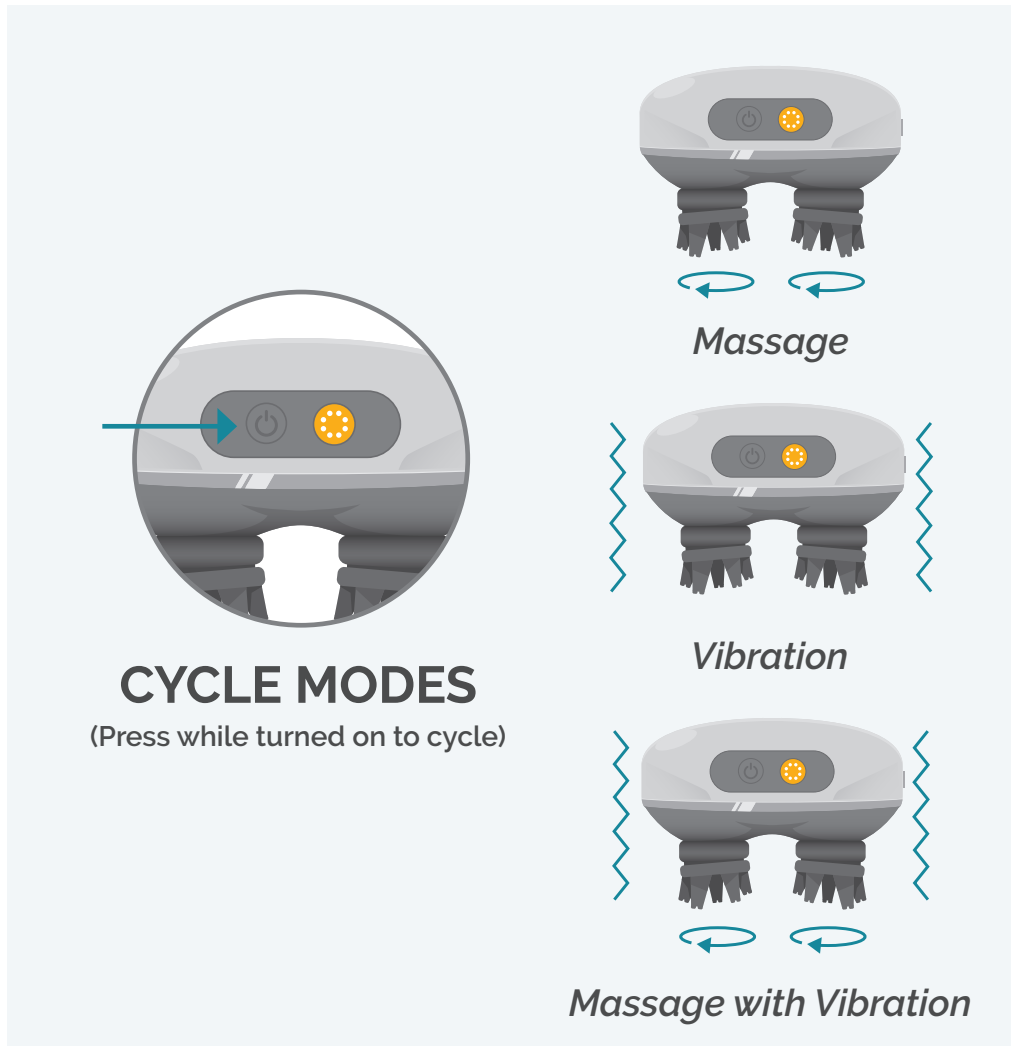 CYCLE MODES
(Press while turned on to cycle)
Massage
Vibration
Massage with Vibration